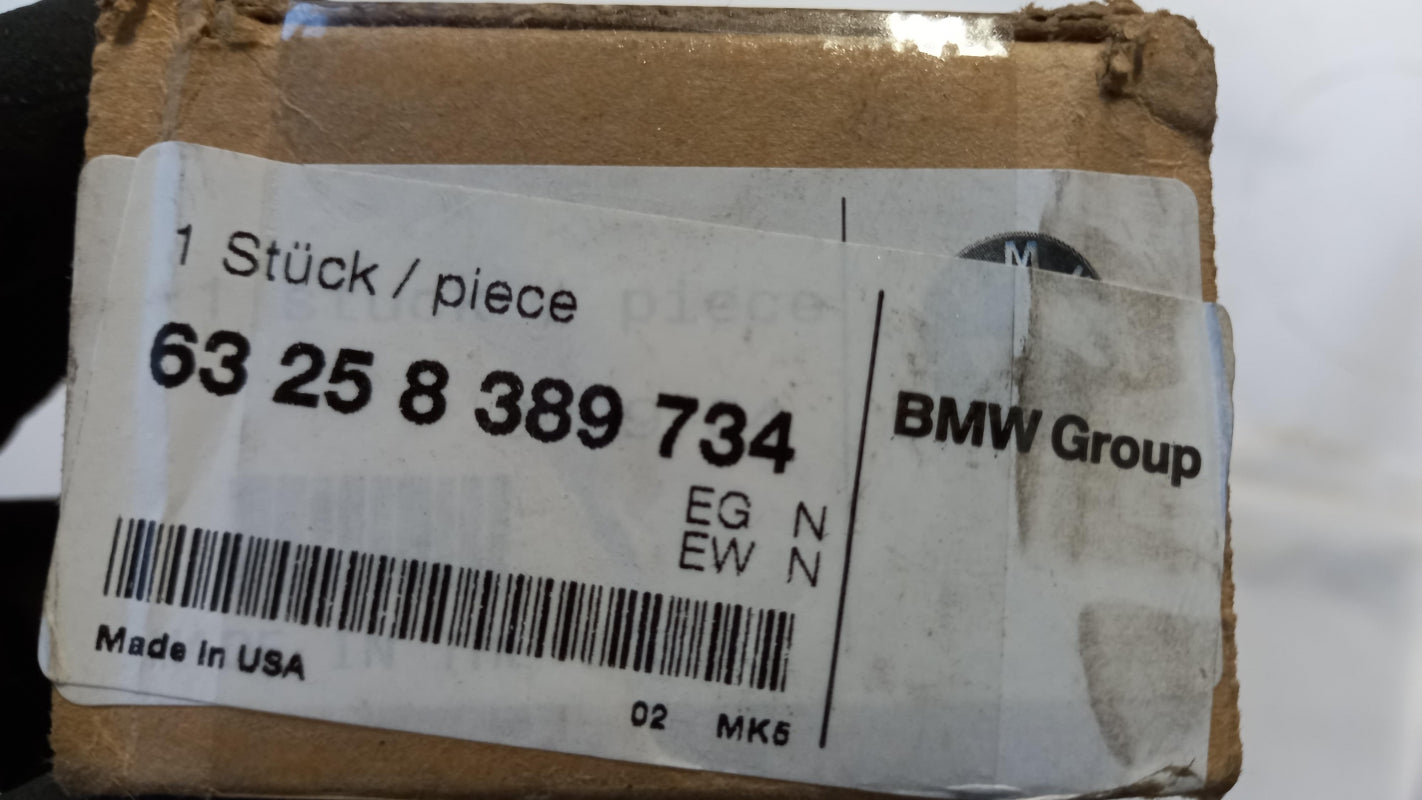 M
1 Stück / piece
63 25 8 389 734
BMW Group
EG N
EW N
Made in USA
02 MK5